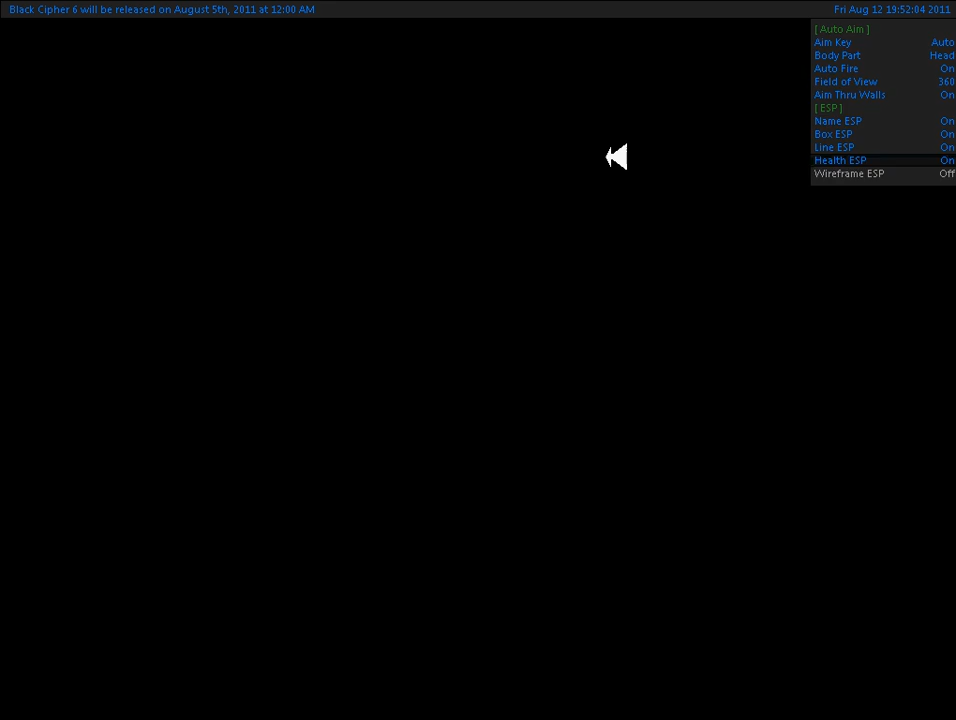 Black Cipher 6 will be released on August 5th, 2011 at 12:00 AM Fri Aug 12 19:52:04 2011
[ Auto Aim ]
Aim Key Auto
Body Part Head
Auto Fire On
Field of View 360
Aim Thru Walls On
[ ESP ]
Name ESP On
Box ESP On
Line ESP On
Health ESP On
Wireframe ESP Off